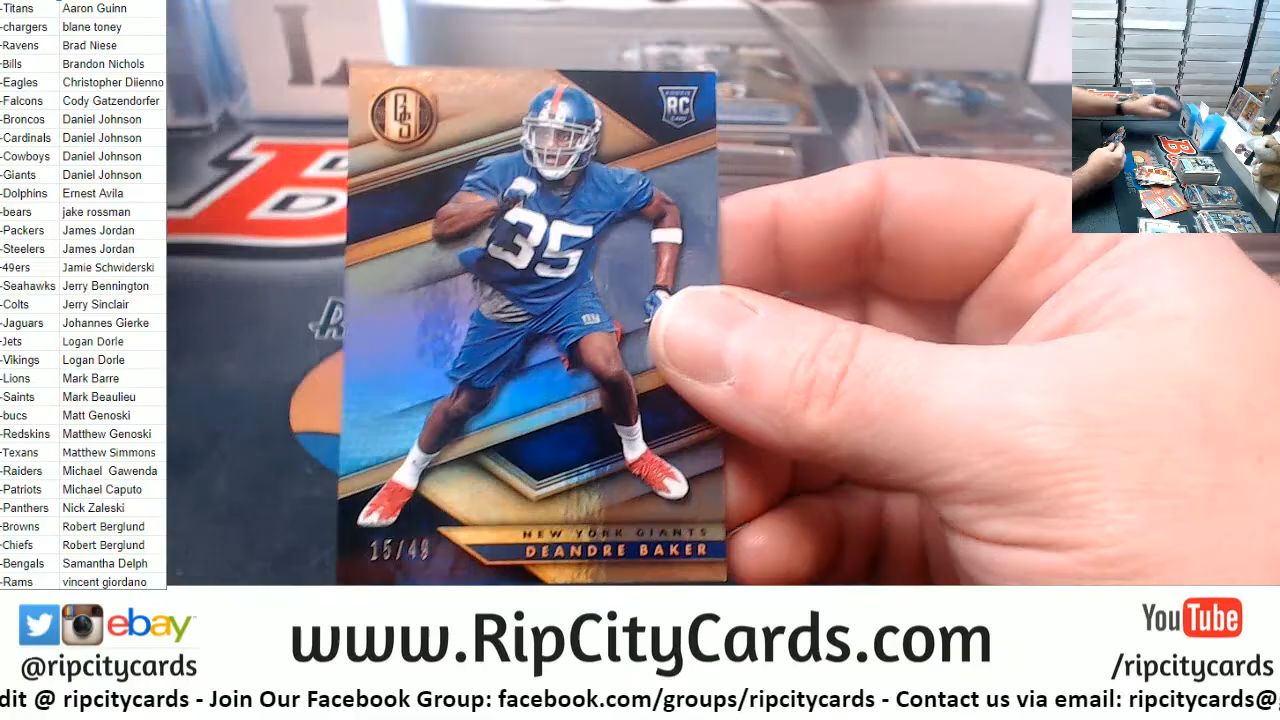 -Titans Aaron Guinn
-chargers blane toney
-Ravens Brad Niese
-Bills Brandon Nichols
-Eagles Christopher Diienno
-Falcons Cody Gatzendorfer
-Broncos Daniel Johnson
-Cardinals Daniel Johnson
-Cowboys Daniel Johnson
-Giants Daniel Johnson
-Dolphins Ernest Avila
-bears jake rossman
-Packers James Jordan
-Steelers James Jordan
-49ers Jamie Schwiderski
-Seahawks Jerry Bennington
-Colts Jerry Sinclair
-Jaguars Johannes Gierke
-Jets Logan Dorle
-Vikings Logan Dorle
-Lions Mark Barre
-Saints Mark Beaulieu
-bucs Matt Genoski
-Redskins Matthew Genoski
-Texans Matthew Simmons
-Raiders Michael Gawenda
-Patriots Michael Caputo
-Panthers Nick Zaleski
-Browns Robert Berglund
-Chiefs Robert Berglund
-Bengals Samantha Delph
-Rams vincent giordano
GS
RC
35
NEW YORK GIANTS
DEANDRE BAKER
15/49
ebay
@ripcitycards
www.RipCityCards.com
YouTube
/ripcitycards
dit @ ripcitycards - Join Our Facebook Group: facebook.com/groups/ripcitycards - Contact us via email: ripcitycards@